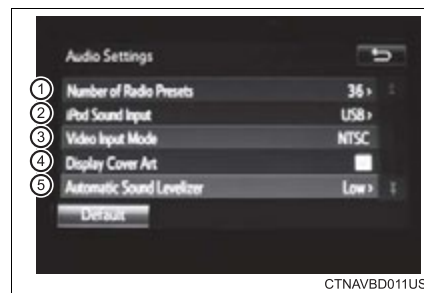 Audio Settings
1 Number of Radio Presets 36 >
2 iPod Sound Input USB >
3 Video Input Mode NTSC
4 Display Cover Art
5 Automatic Sound Levelizer Low >
Default
CTNAVBD011US